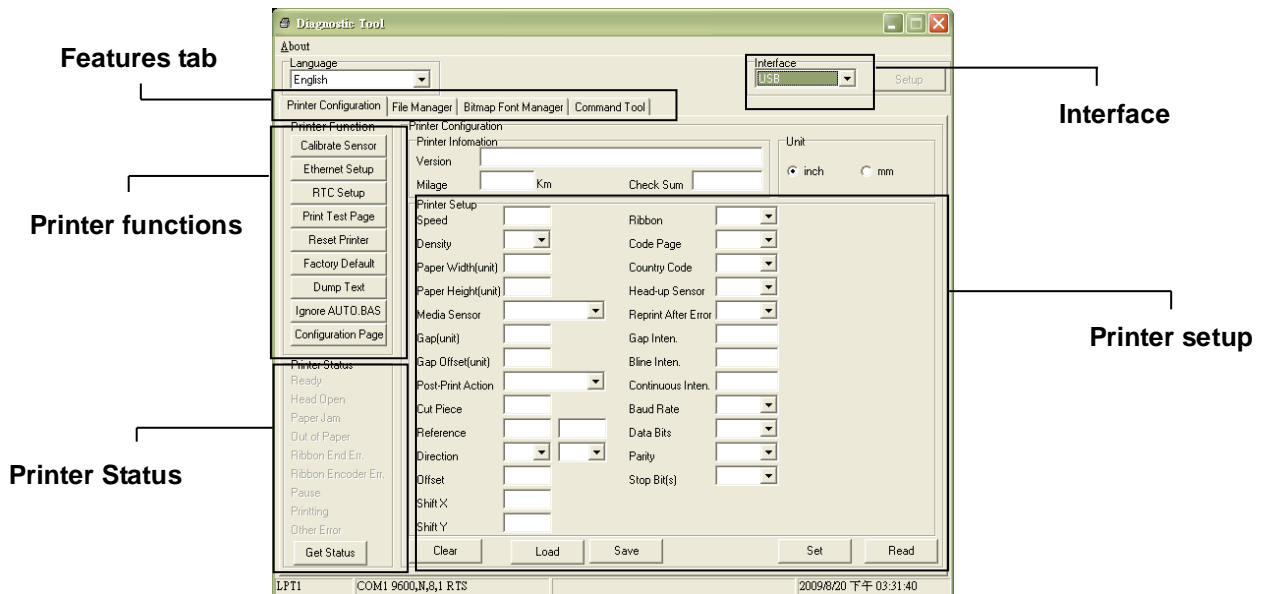 Diagnostic Tool
About
Features tab
Language
English
Interface
USB
Setup
Interface
Printer Configuration File Manager Bitmap Font Manager Command Tool
Printer Function
Calibrate Sensor
Ethernet Setup
RTC Setup
Print Test Page
Reset Printer
Factory Default
Dump Text
Ignore AUTO.BAS
Configuration Page
Printer functions
Printer Configuration
Printer Infomation
Version
Milage Km Check Sum
Unit
inch mm
Printer Setup
Speed Ribbon
Density Code Page
Paper Width(unit) Country Code
Paper Height(unit) Head-up Sensor
Media Sensor Reprint After Error
Gap(unit) Gap Inten.
Gap Offset(unit) Bline Inten.
Post-Print Action Continuous Inten.
Cut Piece Baud Rate
Reference Data Bits
Direction Parity
Offset Stop Bit(s)
Shift X
Shift Y
Clear Load Save Set Read
Printer setup
Printer Status
Ready
Head Open
Paper Jam
Out of Paper
Ribbon End Err.
Ribbon Encoder Err.
Pause
Printting
Other Error
Get Status
Printer Status
LPT1 COM1 9600,N,8,1 RTS 2009/8/20 下午 03:31:40